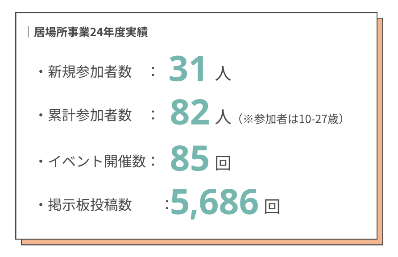 居場所事業24年度実績
・新規参加者数 ： 31 人
・累計参加者数 ： 82 人（※参加者は10-27歳）
・イベント開催数： 85 回
・掲示板投稿数 ：5,686 回